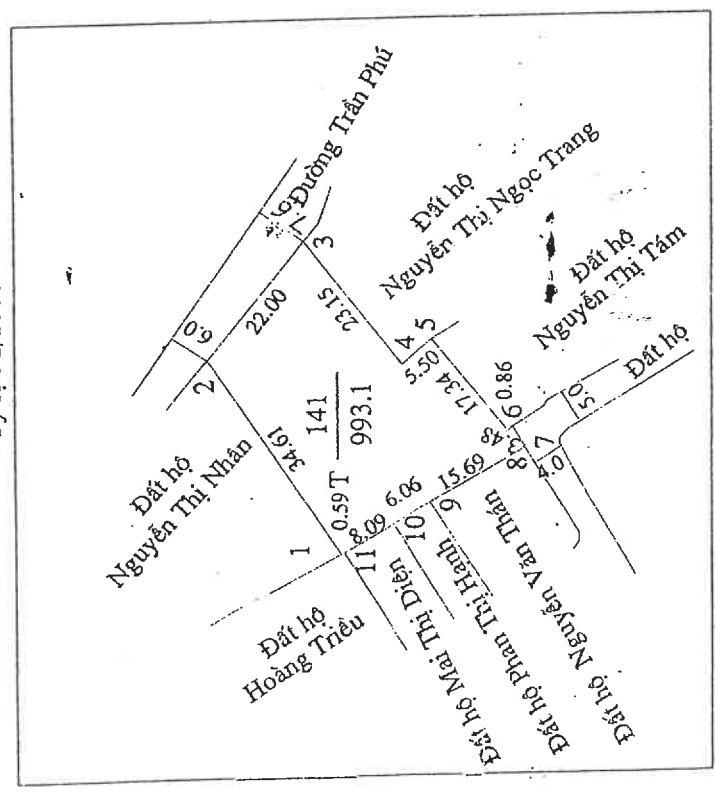 Đường Trần Phú
7.6
3
6.0
22.00
2
Đất hộ
Nguyễn Thị Ngọc Trang
23.15
4
5
5.50
Đất hộ
Nguyễn Thị Tám
34.61
141
993.1
17.34
6
0.86
Đất hộ
Đất hộ
Nguyễn Thị Nhân
0.59 T
8.09
6.06
15.69
8
7
5.0
4.0
1
11
10
9
Đất hộ
Hoàng Triều
Đất hộ Mai Thị Diện
Đất hộ Phan Thị Hạnh
Đất hộ Nguyễn Văn Thấn